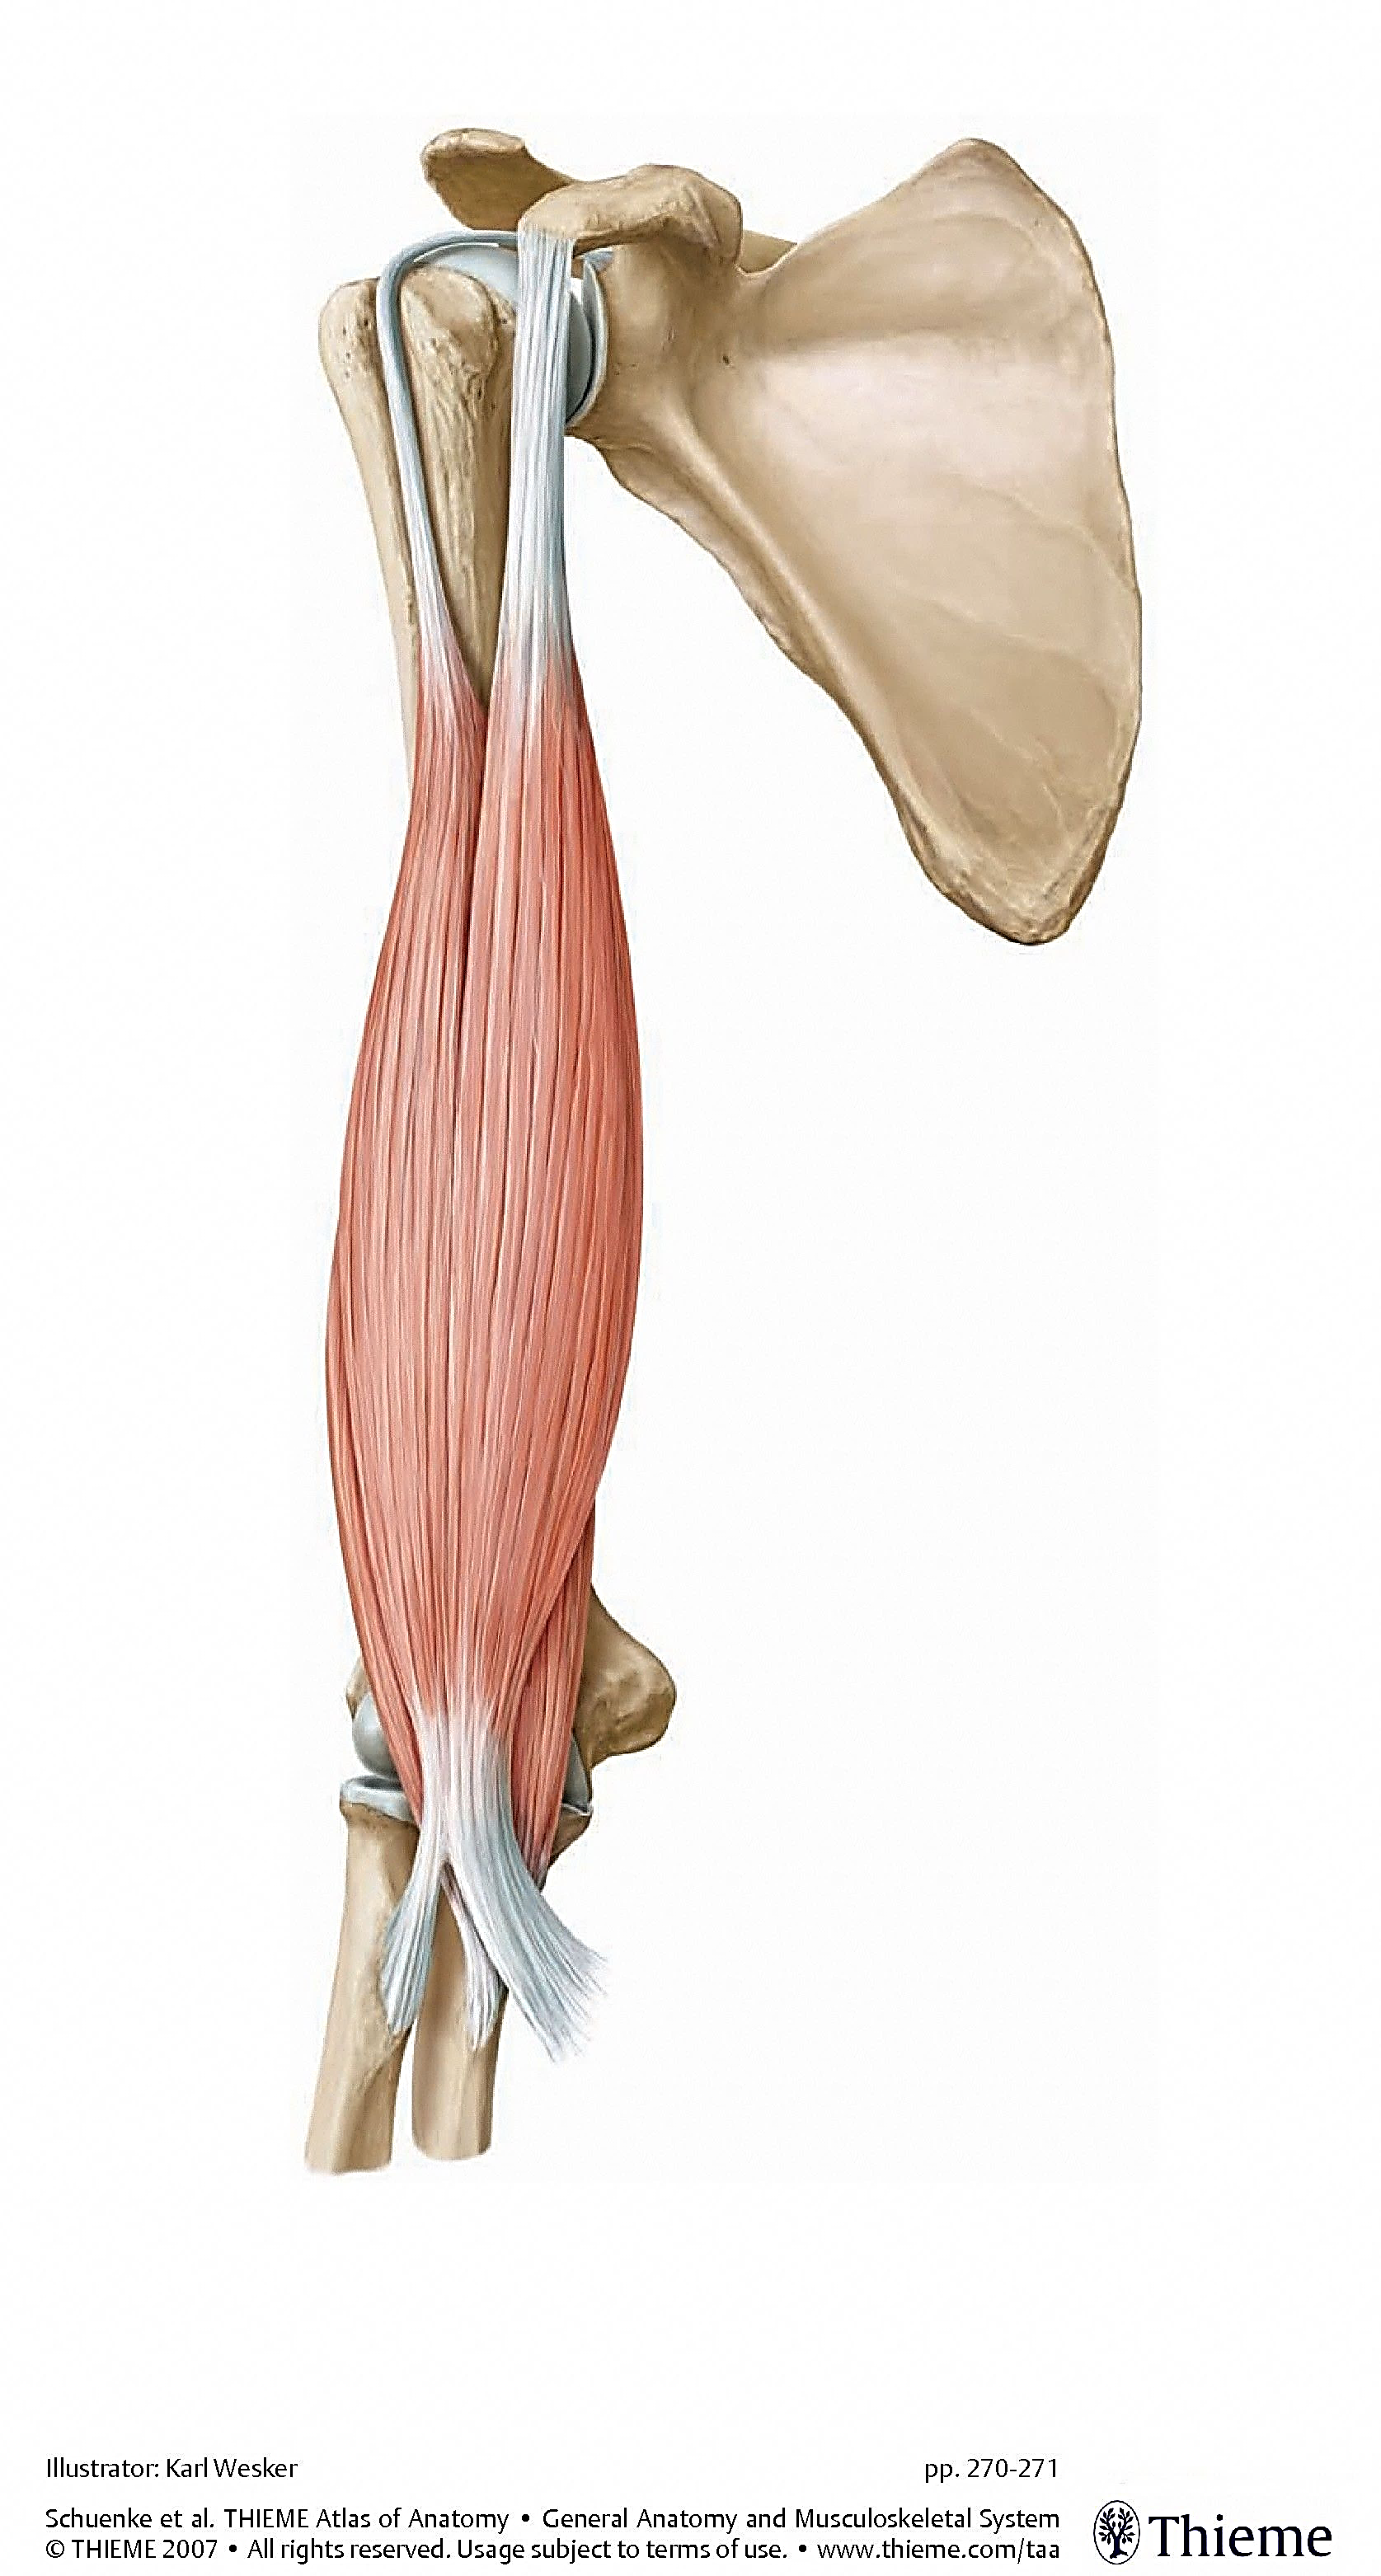 Illustrator: Karl Wesker pp. 270-271
Schuenke et al. THIEME Atlas of Anatomy • General Anatomy and Musculoskeletal System
© THIEME 2007 • All rights reserved. Usage subject to terms of use. • www.thieme.com/taa
Thieme